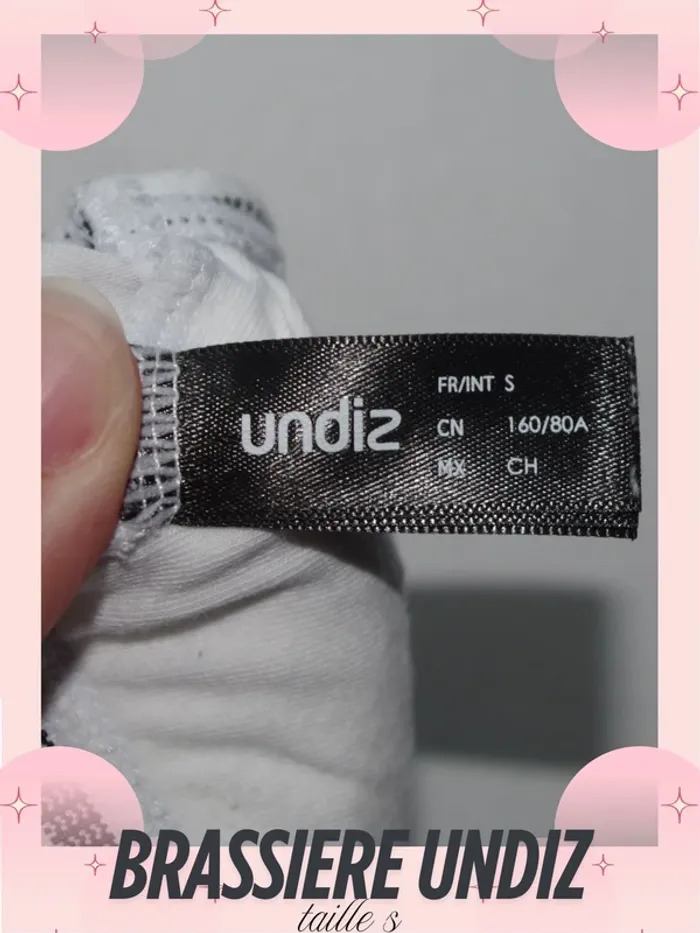 undiz
FR/INT S
CN 160/80A
MX CH
BRASSIERE UNDIZ
taille s